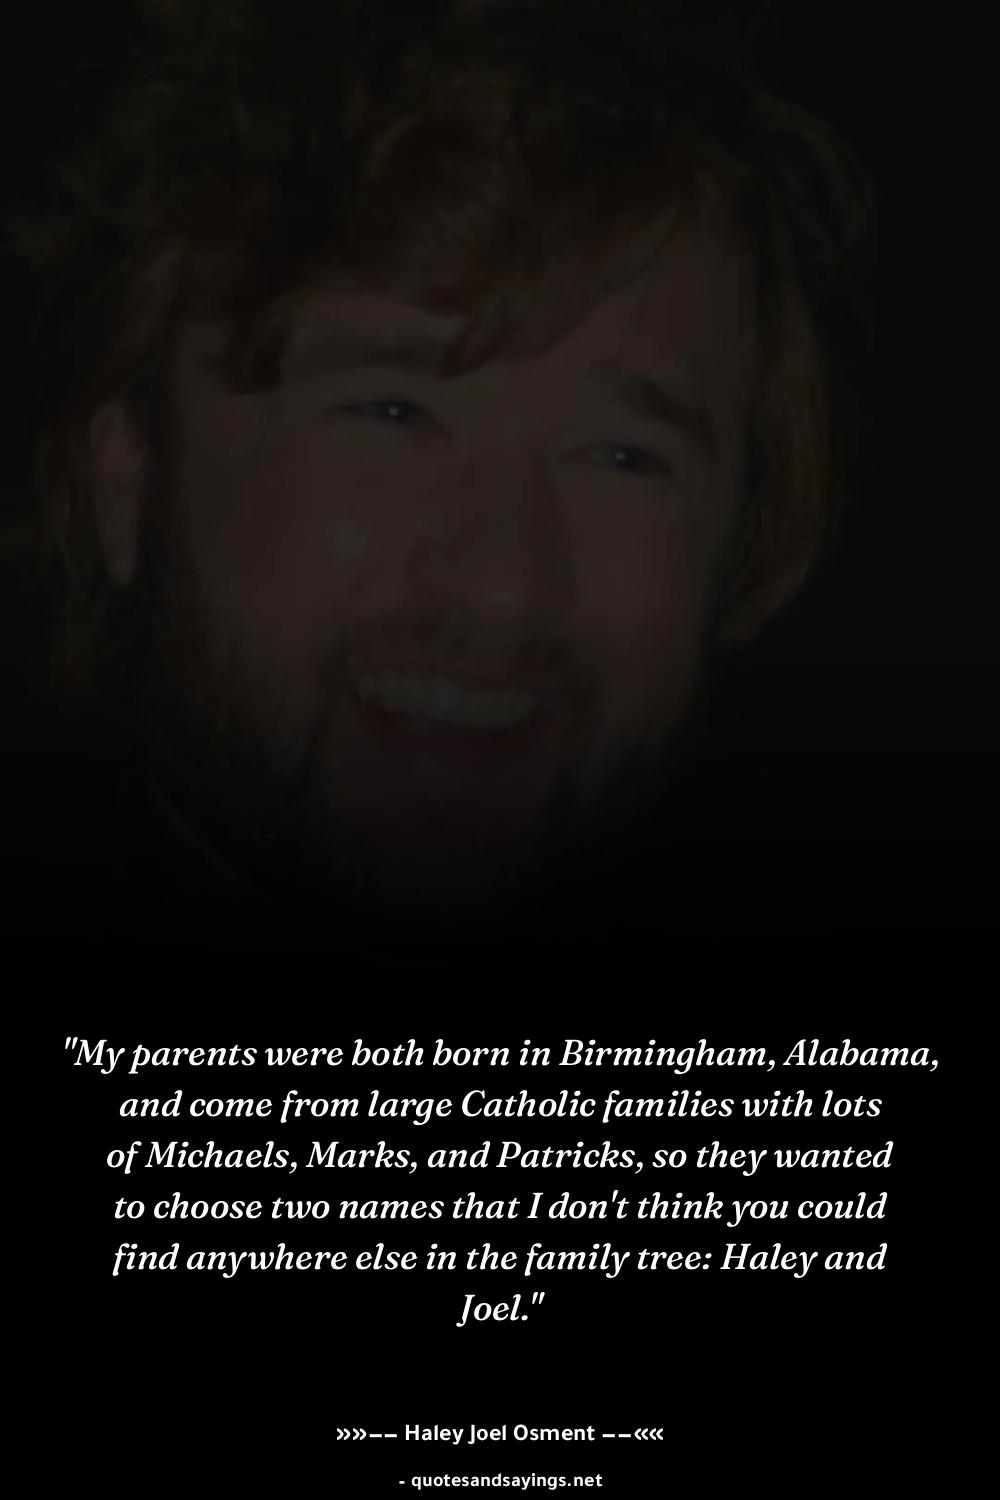 "My parents were both born in Birmingham, Alabama,
and come from large Catholic families with lots
of Michaels, Marks, and Patricks, so they wanted
to choose two names that I don't think you could
find anywhere else in the family tree: Haley and
Joel."
»»−− Haley Joel Osment −−««
- quotesandsayings.net